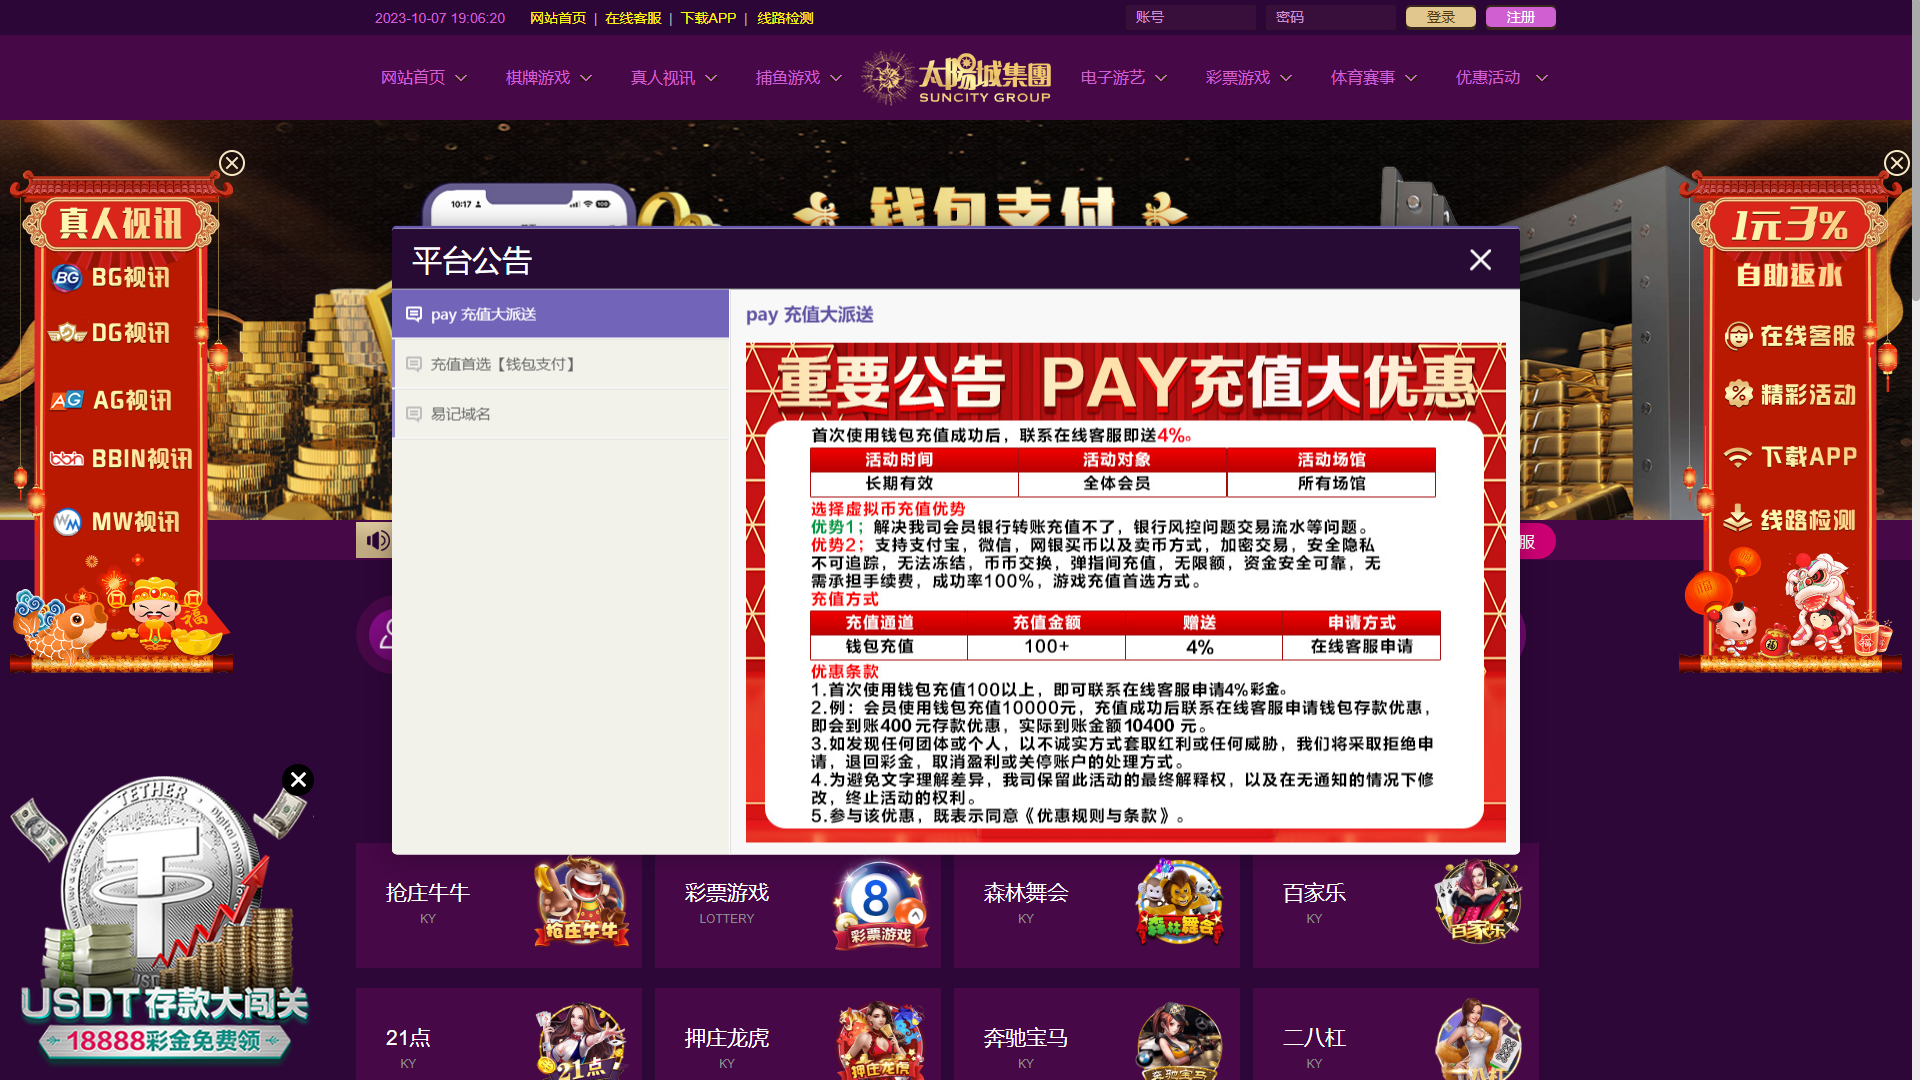 2023-10-07 19:06:20 网站首页 | 在线客服 | 下载APP | 线路检测 账号 密码 登录 注册
网站首页 棋牌游戏 真人视讯 捕鱼游戏 太陽城集團 SUNCITY GROUP 电子游艺 彩票游戏 体育赛事 优惠活动
10:17
钱包支付
真人视讯
BG视讯
DG视讯
AG视讯
BBIN视讯
MW视讯
1元3%
自助返水
在线客服
精彩活动
下载APP
线路检测
平台公告
pay 充值大派送
充值首选【钱包支付】
易记域名
pay 充值大派送
重要公告 PAY充值大优惠
首次使用钱包充值成功后，联系在线客服即送4%。
活动时间 活动对象 活动场馆
长期有效 全体会员 所有场馆
选择虚拟币充值优势
优势1；解决我司会员银行转账充值不了，银行风控问题交易流水等问题。
优势2；支持支付宝，微信，网银买币以及卖币方式，加密交易，安全隐私
不可追踪，无法冻结，币币交换，弹指间充值，无限额，资金安全可靠，无
需承担手续费，成功率100%，游戏充值首选方式。
充值方式
充值通道 充值金额 赠送 申请方式
钱包充值 100+ 4% 在线客服申请
优惠条款
1.首次使用钱包充值100以上，即可联系在线客服申请4%彩金。
2.例：会员使用钱包充值10000元，充值成功后联系在线客服申请钱包存款优惠，
即会到账400元存款优惠，实际到账金额10400 元。
3.如发现任何团体或个人，以不诚实方式套取红利或任何威胁，我们将采取拒绝申
请，退回彩金，取消盈利或关停账户的处理方式。
4.为避免文字理解差异，我司保留此活动的最终解释权，以及在无通知的情况下修
改，终止活动的权利。
5.参与该优惠，既表示同意《优惠规则与条款》。
服
TETHER
USDT存款大闯关
18888彩金免费领
抢庄牛牛
KY
抢庄牛牛
彩票游戏
LOTTERY
8
彩票游戏
森林舞会
KY
森林舞会
百家乐
KY
百家乐
21点
KY
21点
押庄龙虎
KY
押庄龙虎
奔驰宝马
KY
奔驰宝马
二八杠
KY